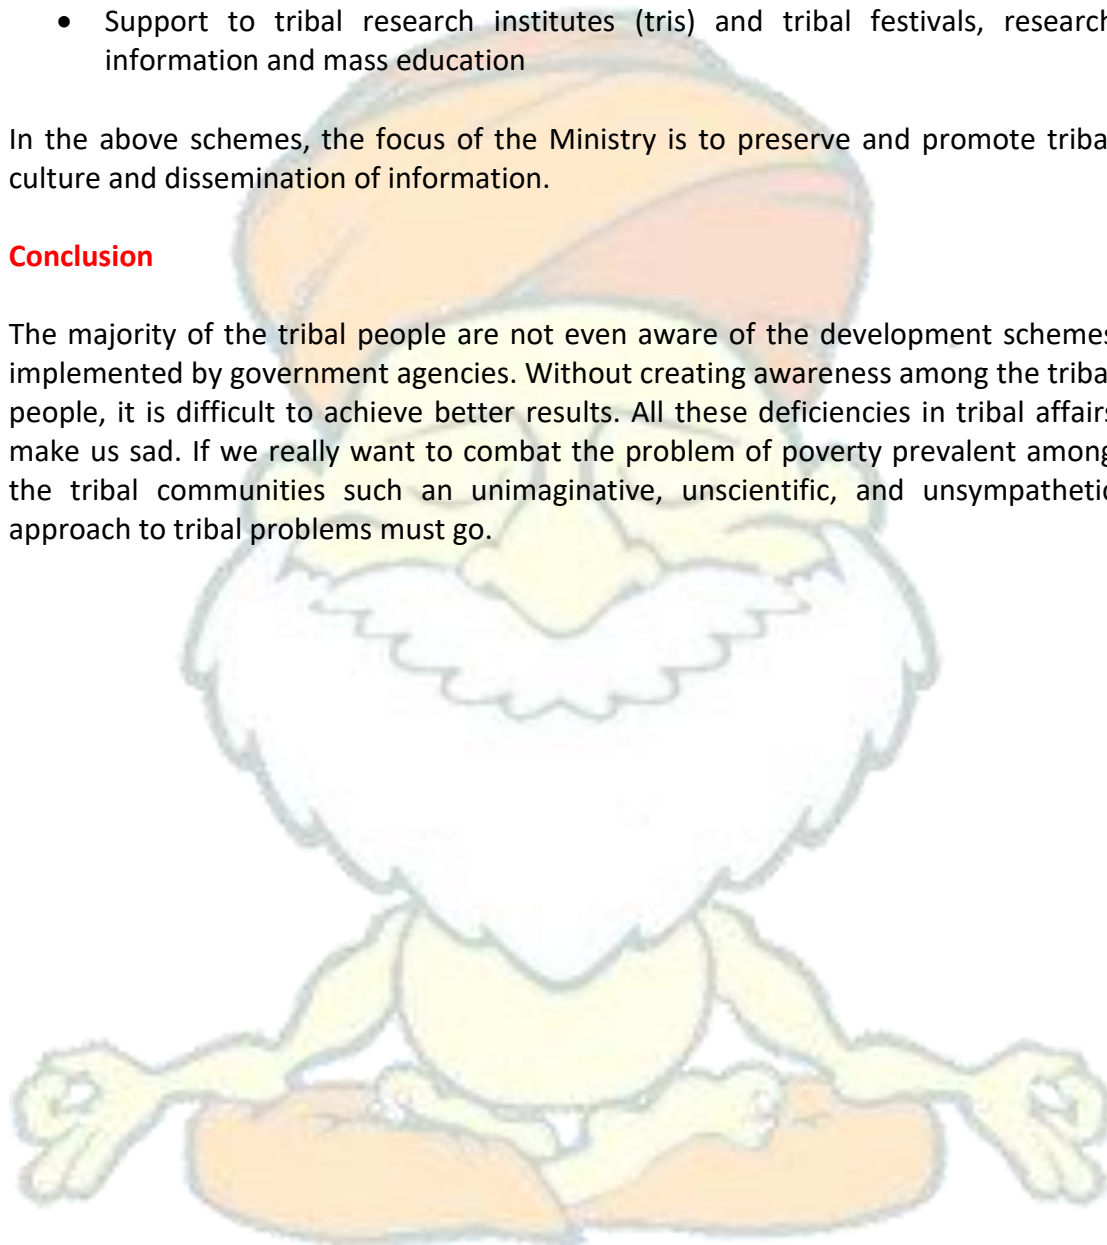 • Support to tribal research institutes (tris) and tribal festivals, research
information and mass education
In the above schemes, the focus of the Ministry is to preserve and promote triba
culture and dissemination of information.
Conclusion
The majority of the tribal people are not even aware of the development schemes
implemented by government agencies. Without creating awareness among the triba
people, it is difficult to achieve better results. All these deficiencies in tribal affairs
make us sad. If we really want to combat the problem of poverty prevalent among
the tribal communities such an unimaginative, unscientific, and unsympathetic
approach to tribal problems must go.